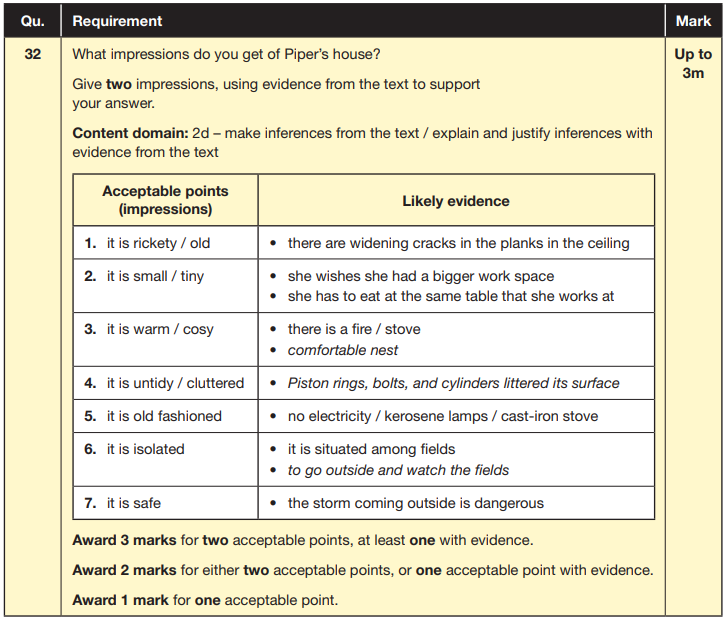 Qu. Requirement Mark
32 What impressions do you get of Piper's house? Up to
3m
Give two impressions, using evidence from the text to support
your answer.
Content domain: 2d – make inferences from the text / explain and justify inferences with
evidence from the text
Acceptable points
(impressions)
Likely evidence
1. it is rickety / old • there are widening cracks in the planks in the ceiling
2. it is small / tiny • she wishes she had a bigger work space
• she has to eat at the same table that she works at
3. it is warm / cosy • there is a fire / stove
• comfortable nest
4. it is untidy / cluttered • Piston rings, bolts, and cylinders littered its surface
5. it is old fashioned • no electricity / kerosene lamps / cast-iron stove
6. it is isolated • it is situated among fields
• to go outside and watch the fields
7. it is safe • the storm coming outside is dangerous
Award 3 marks for two acceptable points, at least one with evidence.
Award 2 marks for either two acceptable points, or one acceptable point with evidence.
Award 1 mark for one acceptable point.